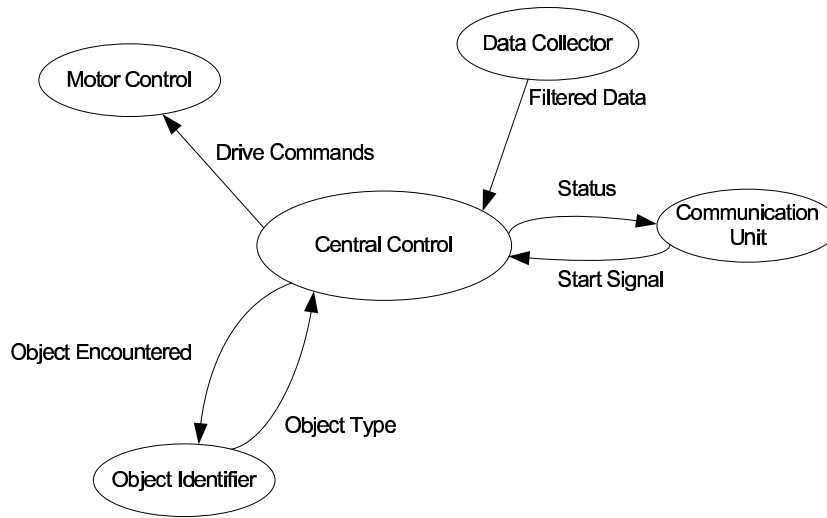 Data Collector
Motor Control
Filtered Data
Drive Commands
Status
Communication
Unit
Central Control
Start Signal
Object Encountered
Object Type
Object Identifier